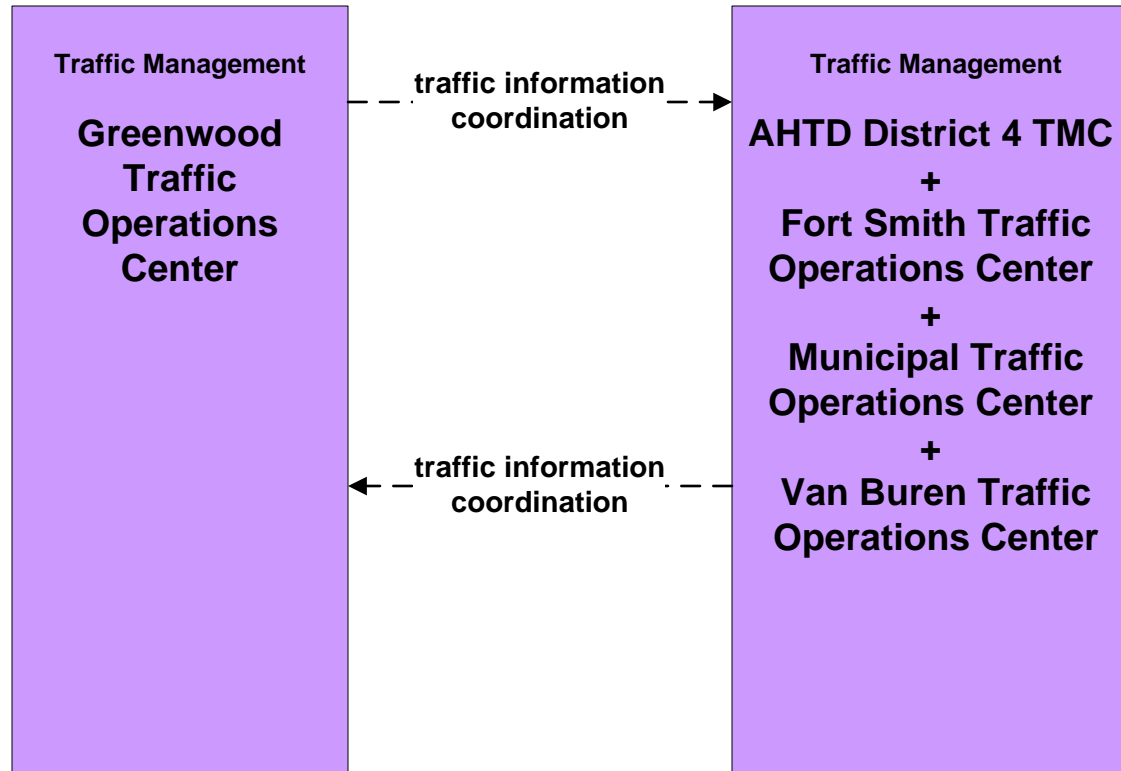 Traffic Management
Greenwood
Traffic
Operations
Center
traffic information
coordination
traffic information
coordination
Traffic Management
AHTD District 4 TMC
+
Fort Smith Traffic
Operations Center
+
Municipal Traffic
Operations Center
+
Van Buren Traffic
Operations Center